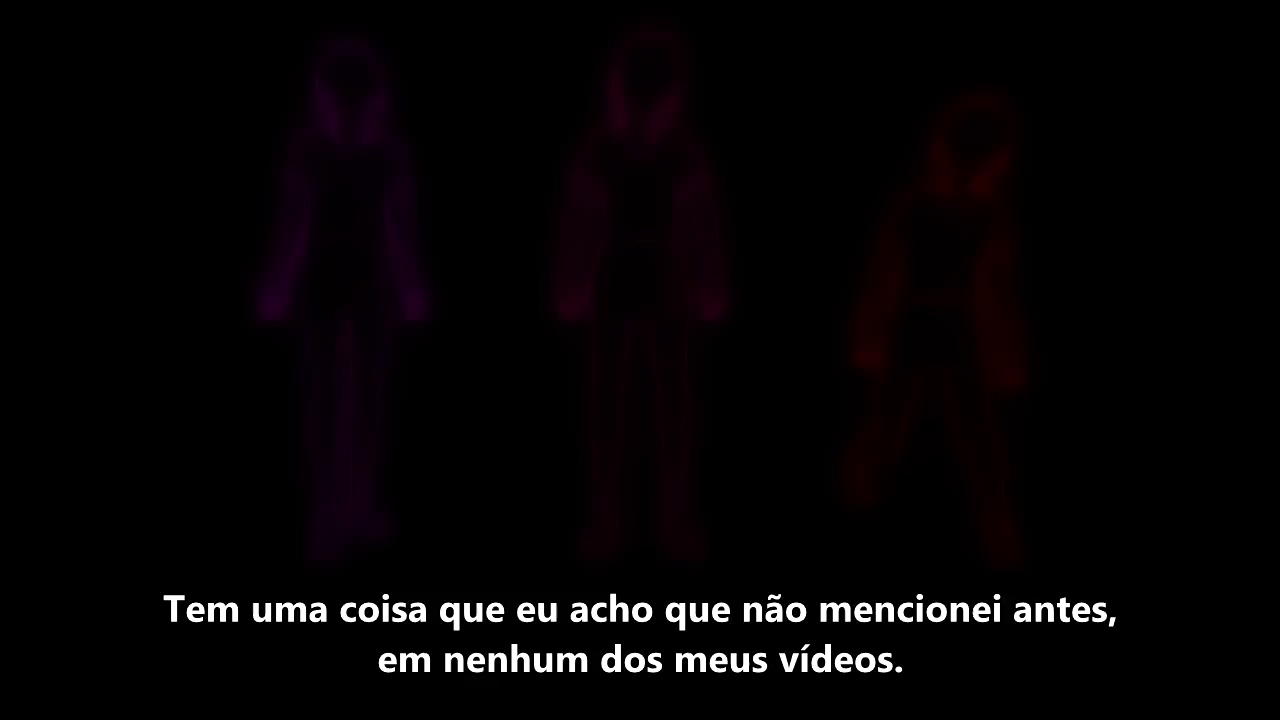 Tem uma coisa que eu acho que não mencionei antes,
em nenhum dos meus vídeos.